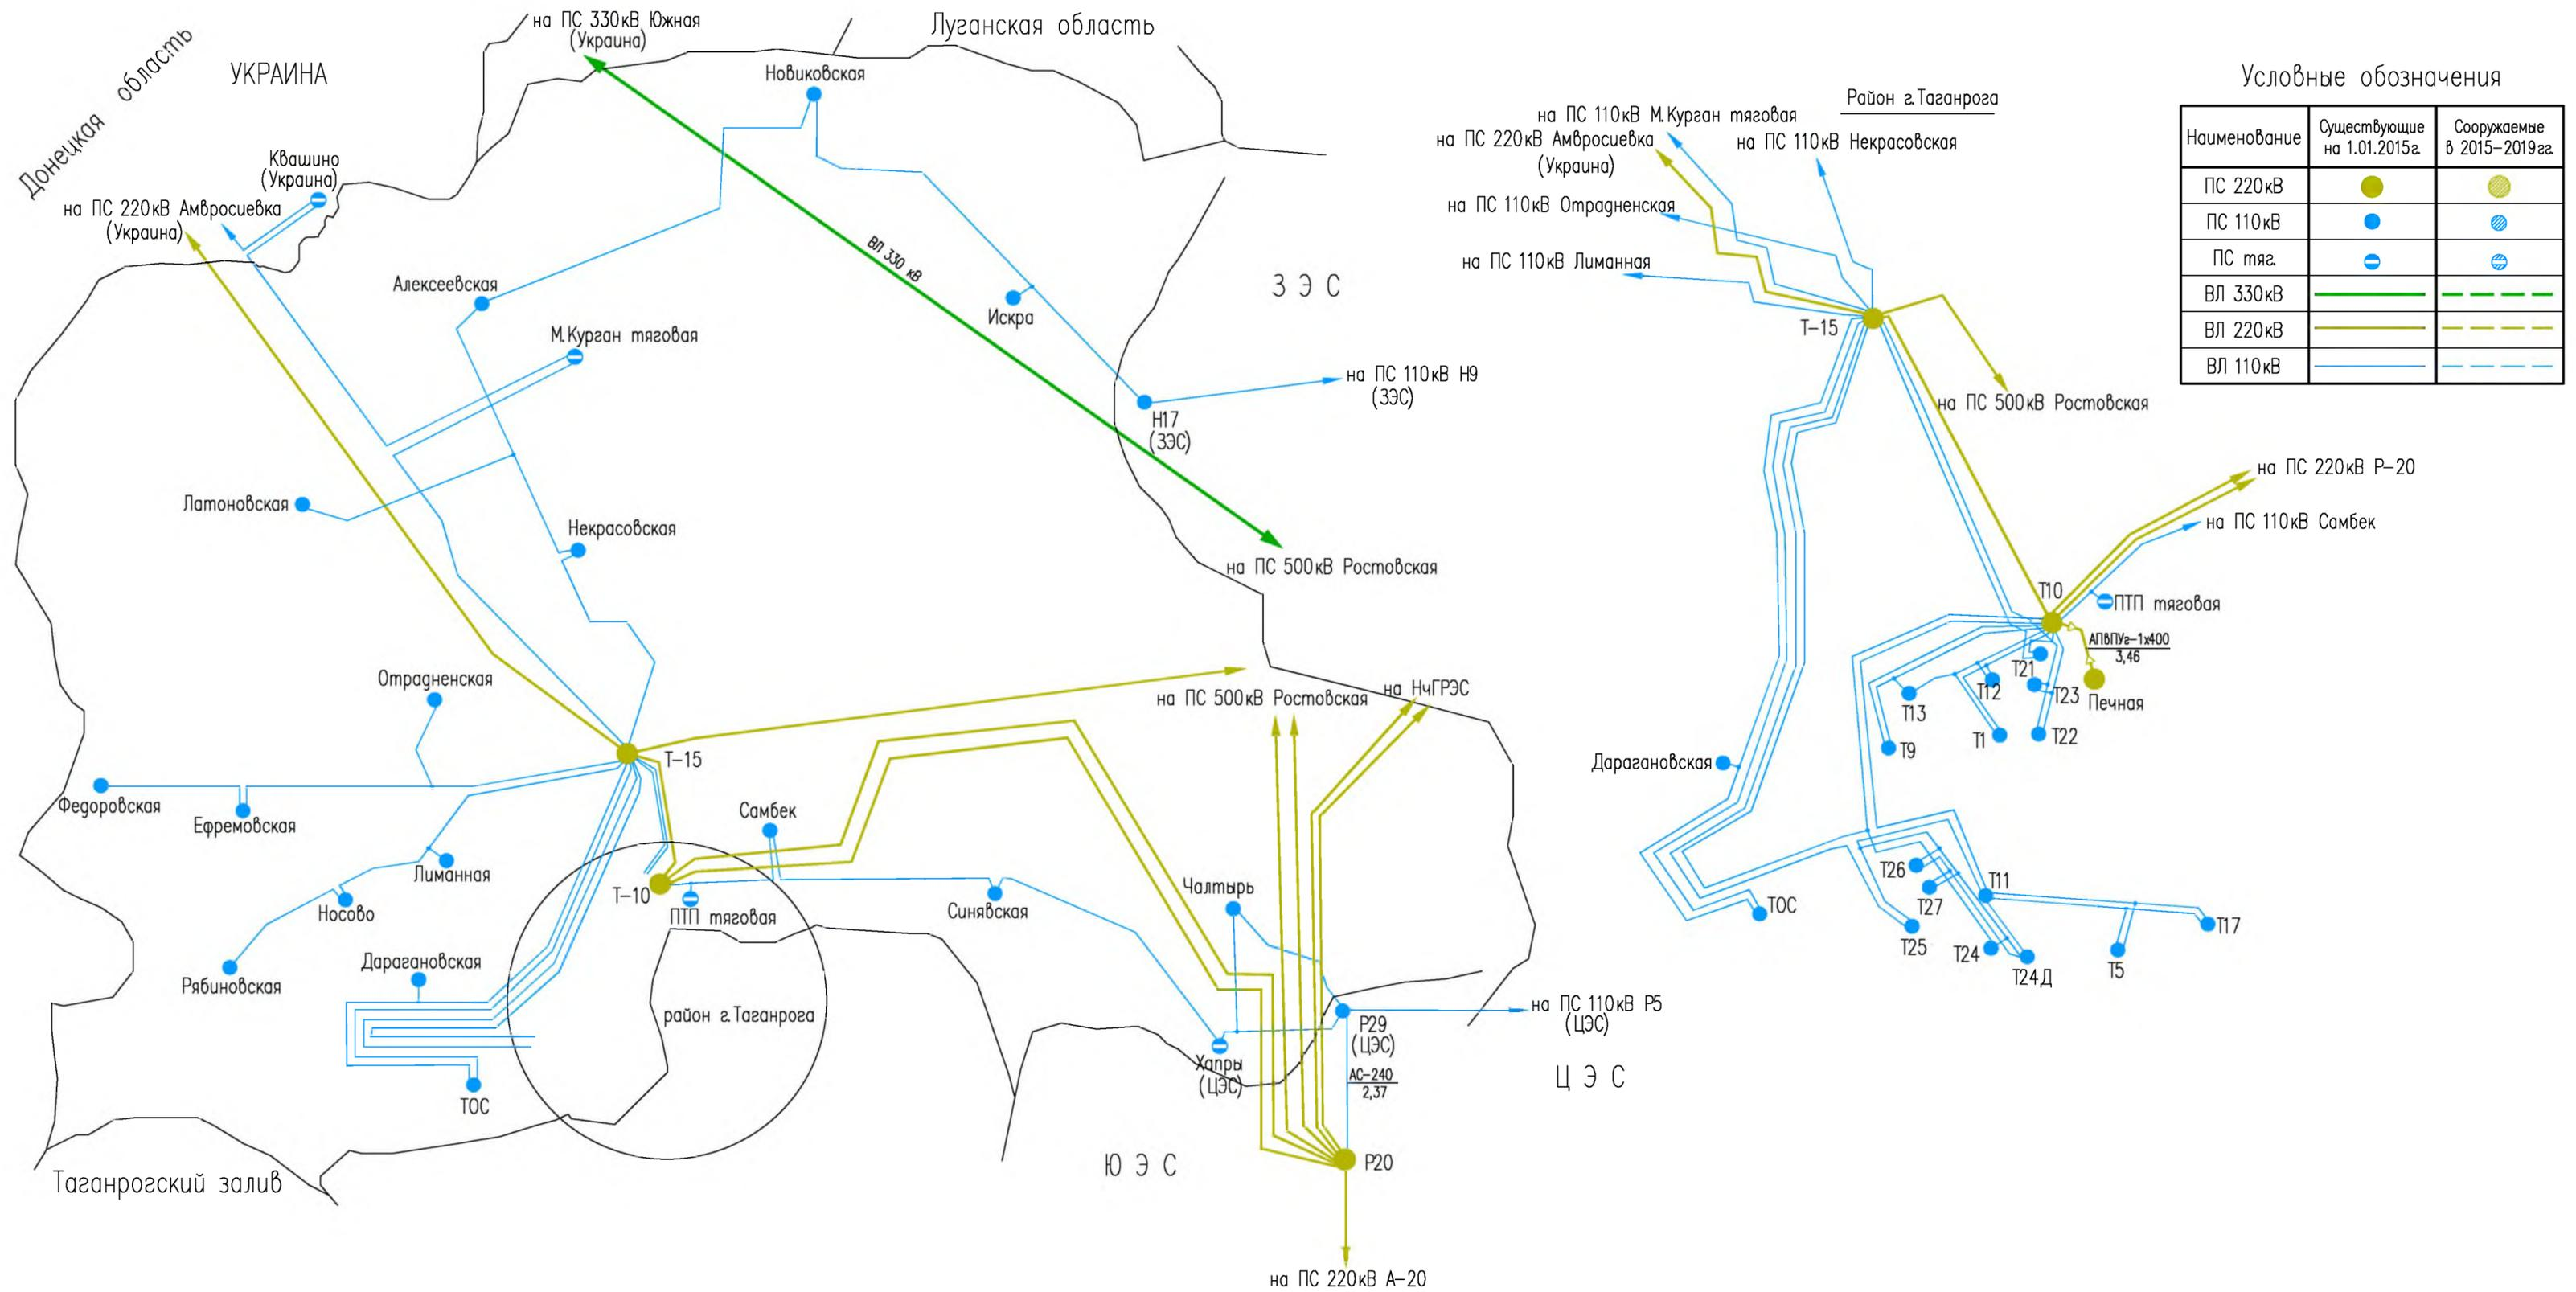 на ПС 330кВ Южная
(Украина)
Луганская область
Донецкая область
УКРАИНА
Новиковская
Квашино
(Украина)
на ПС 220кВ Амвросиевка
(Украина)
Алексеевская
М.Курган тяговая
ВЛ 330 кВ
Искра
З Э С
на ПС 110кВ Н9
(ЗЭС)
Н17
(ЗЭС)
Латоновская
Некрасовская
на ПС 500кВ Ростовская
Отрадненская
на ПС 500кВ Ростовская
на НчГРЭС
Т-15
Федоровская
Ефремовская
Самбек
Лиманная
Т-10
ПТП тяговая
Носово
Синявская
Чалтырь
Рябиновская
Дарагановская
район г.Таганрога
на ПС 110кВ Р5
(ЦЭС)
Р29
(ЦЭС)
Хапры
(ЦЭС)
АС-240
2,37
Ц Э С
ТОС
Ю Э С
Р20
Таганрогский залив
на ПС 220кВ А-20
Район г.Таганрога
на ПС 110кВ М.Курган тяговая
на ПС 220кВ Амвросиевка
(Украина)
на ПС 110кВ Некрасовская
на ПС 110кВ Отрадненская
на ПС 110кВ Лиманная
Т-15
на ПС 500кВ Ростовская
на ПС 220кВ Р-20
на ПС 110кВ Самбек
Т10
ПТП тяговая
АПвПУг-1х400
3,46
Т21
Т12
Т23
Печная
Т13
Т1
Т22
Т9
Дарагановская
Т26
Т11
Т27
ТОС
Т25
Т24
Т24Д
Т5
Т17
Условные обозначения
Наименование
Существующие
на 1.01.2015г.
Сооружаемые
в 2015-2019гг.
ПС 220кВ
ПС 110кВ
ПС тяг.
ВЛ 330кВ
ВЛ 220кВ
ВЛ 110кВ